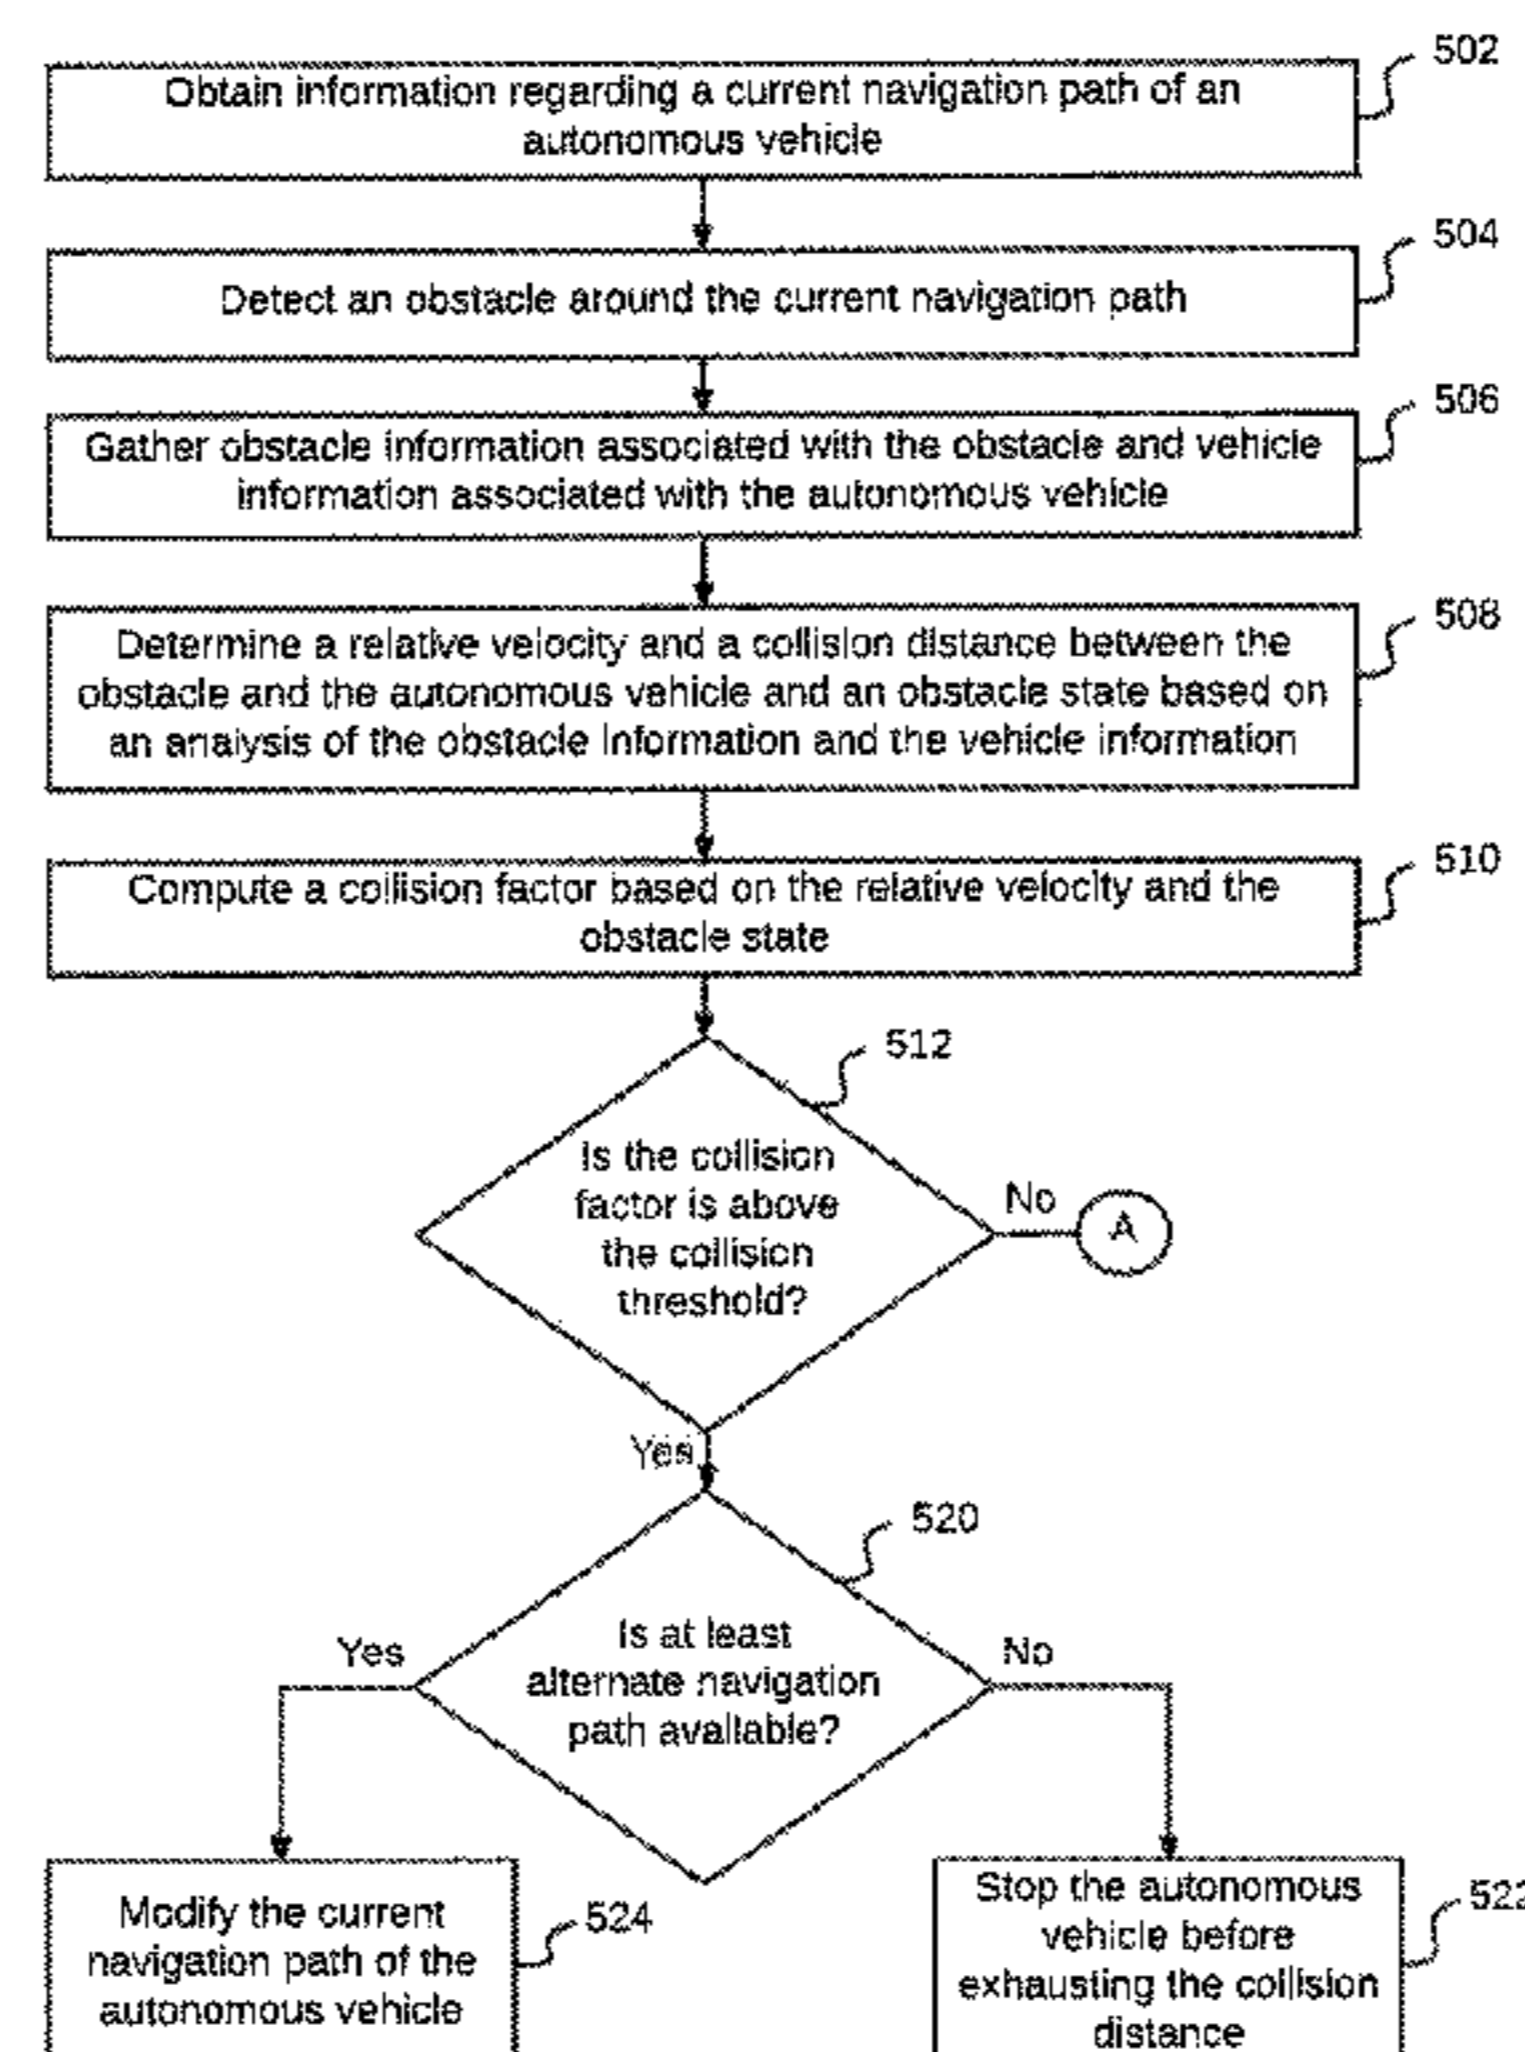 502
Obtain information regarding a current navigation path of an
autonomous vehicle
504
Detect an obstacle around the current navigation path
506
Gather obstacle information associated with the obstacle and vehicle
information associated with the autonomous vehicle
508
Determine a relative velocity and a collision distance between the
obstacle and the autonomous vehicle and an obstacle state based on
an analysis of the obstacle information and the vehicle information
510
Compute a collision factor based on the relative velocity and the
obstacle state
512
Is the collision
factor is above
the collision
threshold?
No
A
Yes
520
Is at least
alternate navigation
path available?
Yes
No
Modify the current
navigation path of the
autonomous vehicle
524
Stop the autonomous
vehicle before
exhausting the collision
distance
522